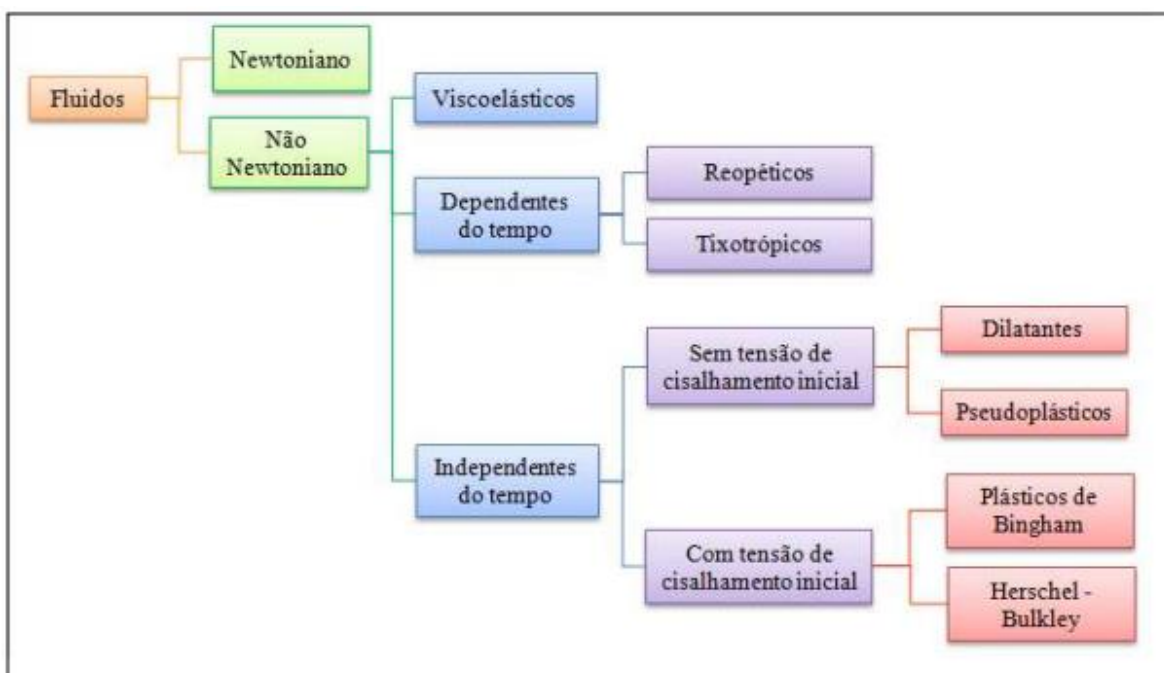 Fluidos
Newtoniano
Não
Newtoniano
Viscoelásticos
Dependentes
do tempo
Reopéticos
Tixotrópicos
Independentes
do tempo
Sem tensão de
cisalhamento inicial
Dilatantes
Pseudoplásticos
Com tensão de
cisalhamento inicial
Plásticos de
Bingham
Herschel -
Bulkley